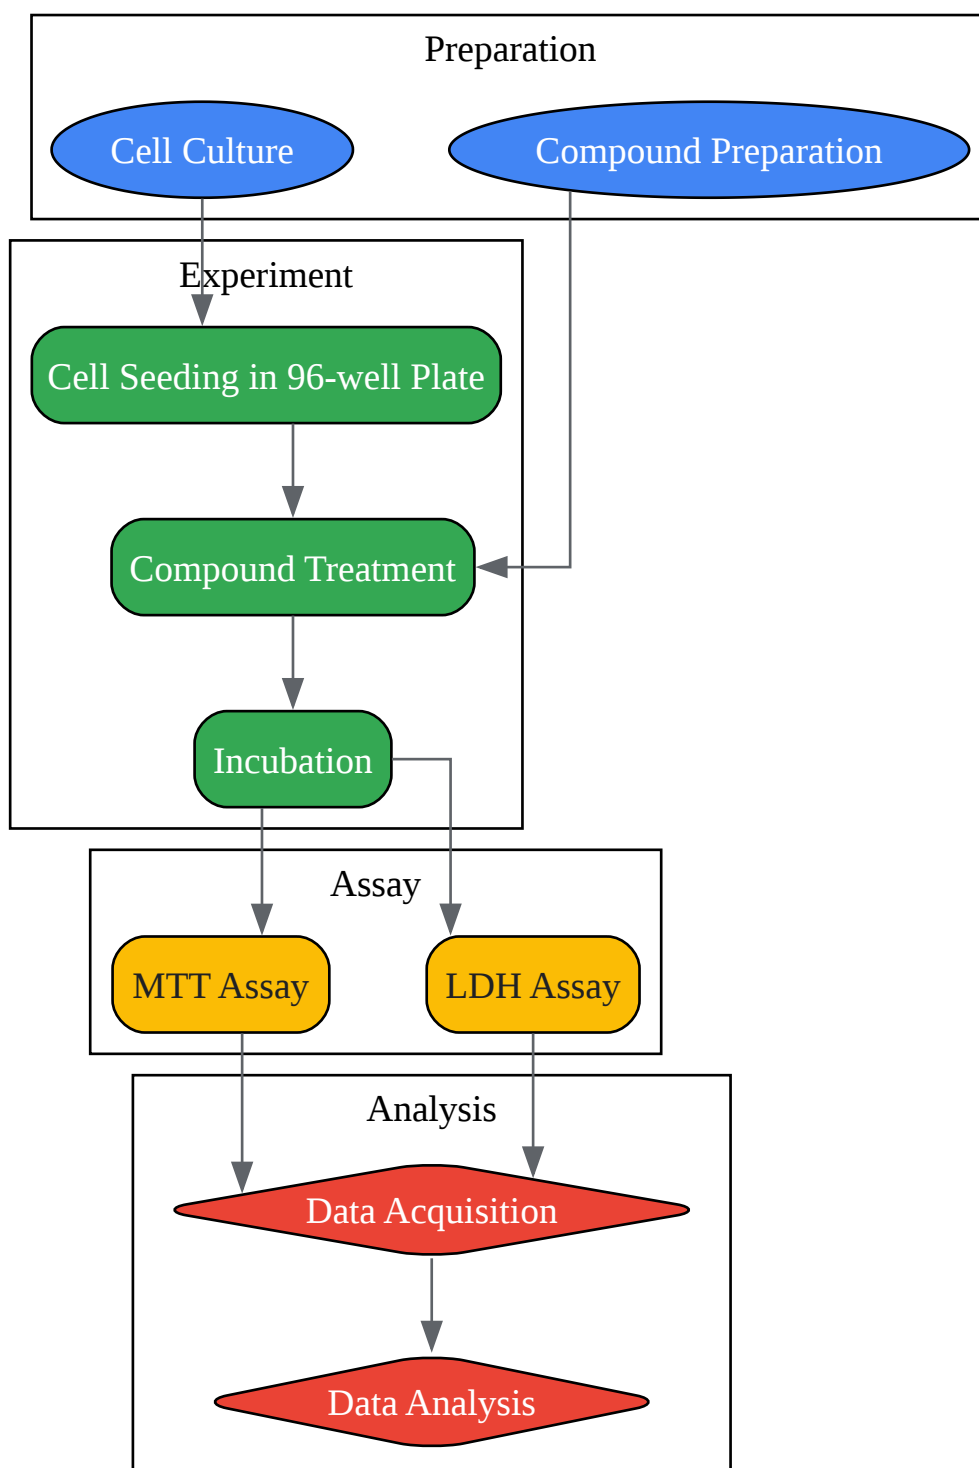 Preparation
Cell Culture
Compound Preparation
Experiment
Cell Seeding in 96-well Plate
Compound Treatment
Incubation
Assay
MTT Assay
LDH Assay
Analysis
Data Acquisition
Data Analysis